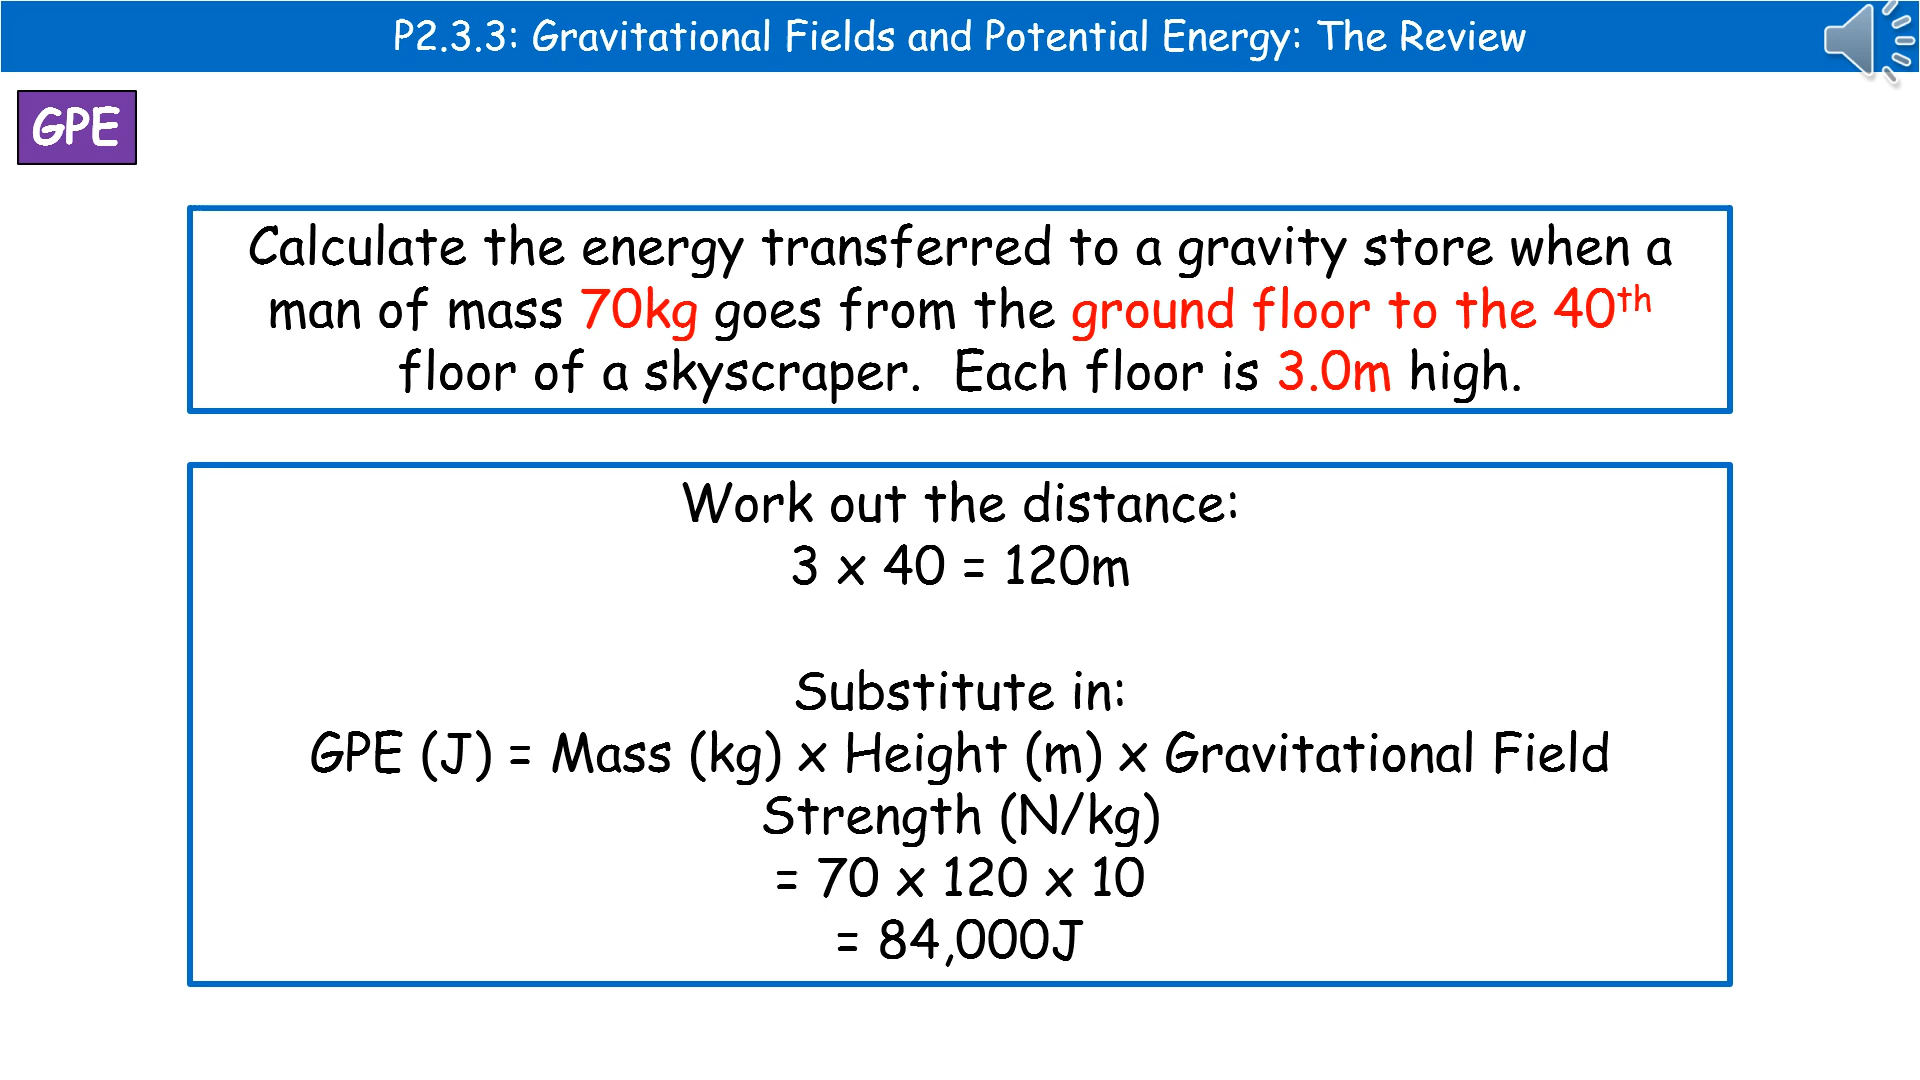 P2.3.3: Gravitational Fields and Potential Energy: The Review
GPE
Calculate the energy transferred to a gravity store when a
man of mass 70kg goes from the ground floor to the 40th
floor of a skyscraper.  Each floor is 3.0m high.
Work out the distance:
3 x 40 = 120m
Substitute in:
GPE (J) = Mass (kg) x Height (m) x Gravitational Field
Strength (N/kg)
= 70 x 120 x 10
= 84,000J